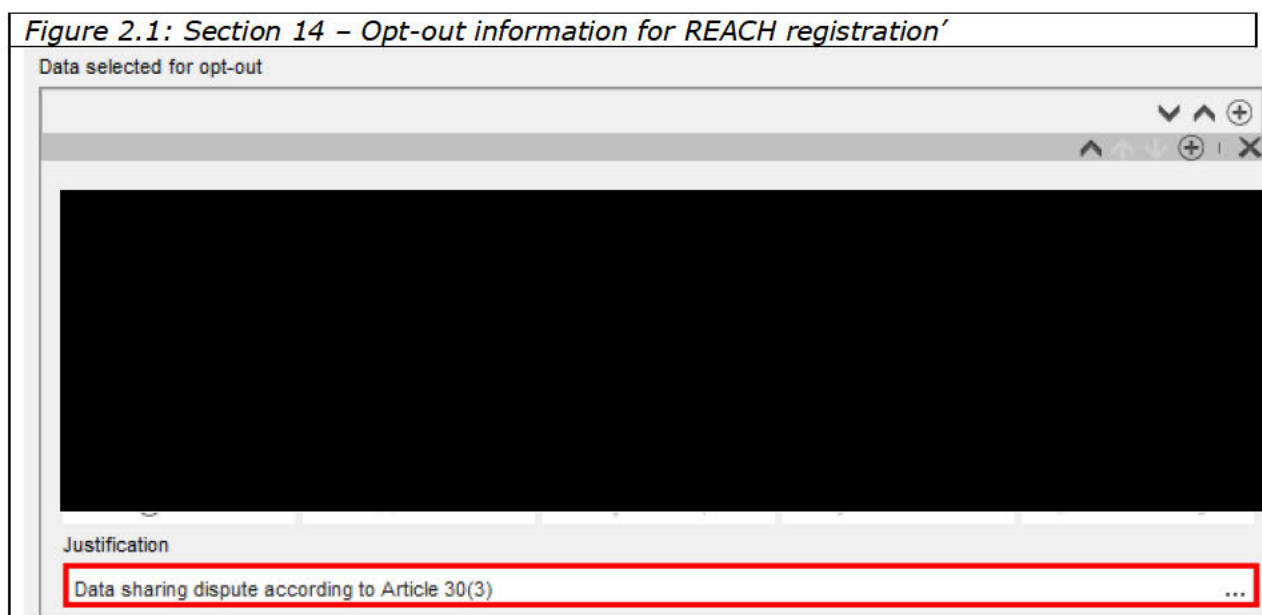 Figure 2.1: Section 14 – Opt-out information for REACH registration’
Data selected for opt-out
Justification
Data sharing dispute according to Article 30(3)
...